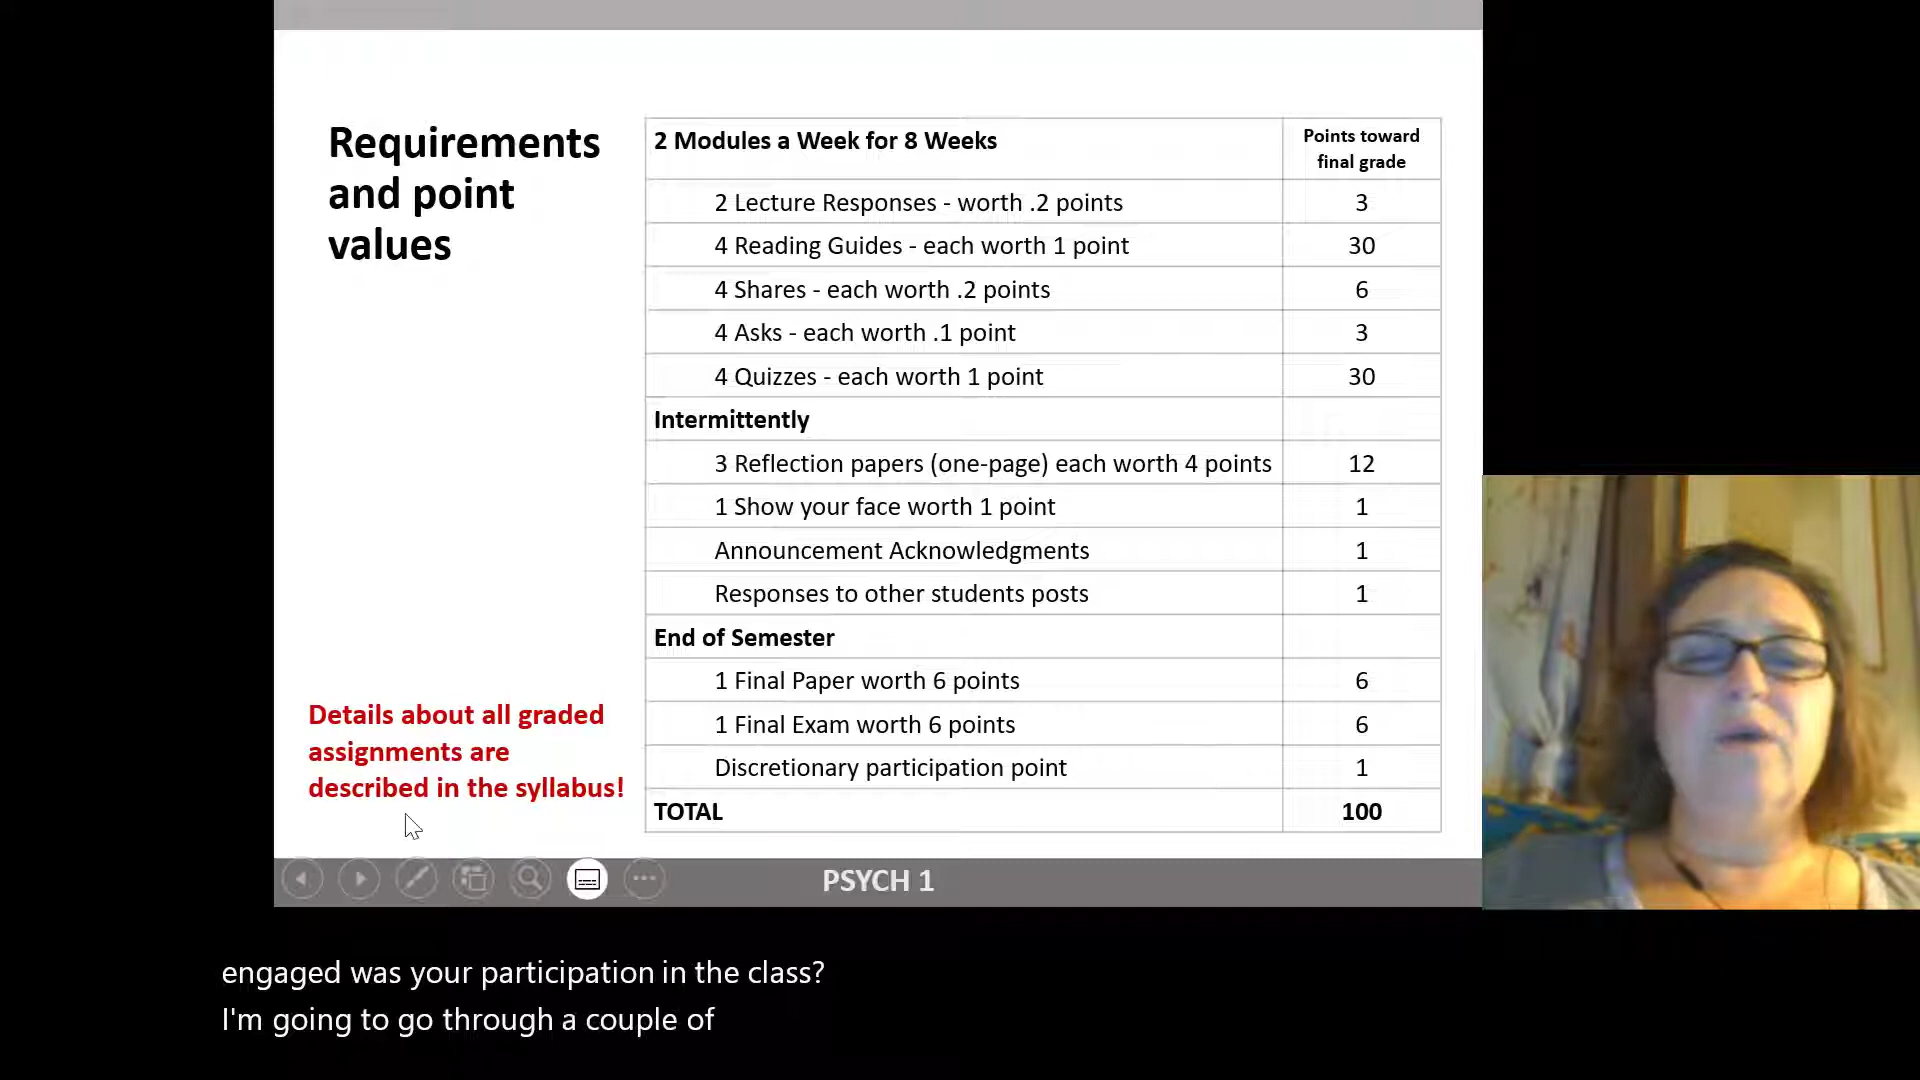 Requirements
and point
values
2 Modules a Week for 8 Weeks
Points toward
final grade
2 Lecture Responses - worth .2 points 3
4 Reading Guides - each worth 1 point 30
4 Shares - each worth .2 points 6
4 Asks - each worth .1 point 3
4 Quizzes - each worth 1 point 30
Intermittently
3 Reflection papers (one-page) each worth 4 points 12
1 Show your face worth 1 point 1
Announcement Acknowledgments 1
Responses to other students posts 1
End of Semester
1 Final Paper worth 6 points 6
1 Final Exam worth 6 points 6
Discretionary participation point 1
TOTAL 100
Details about all graded
assignments are
described in the syllabus!
PSYCH 1
engaged was your participation in the class?
I'm going to go through a couple of